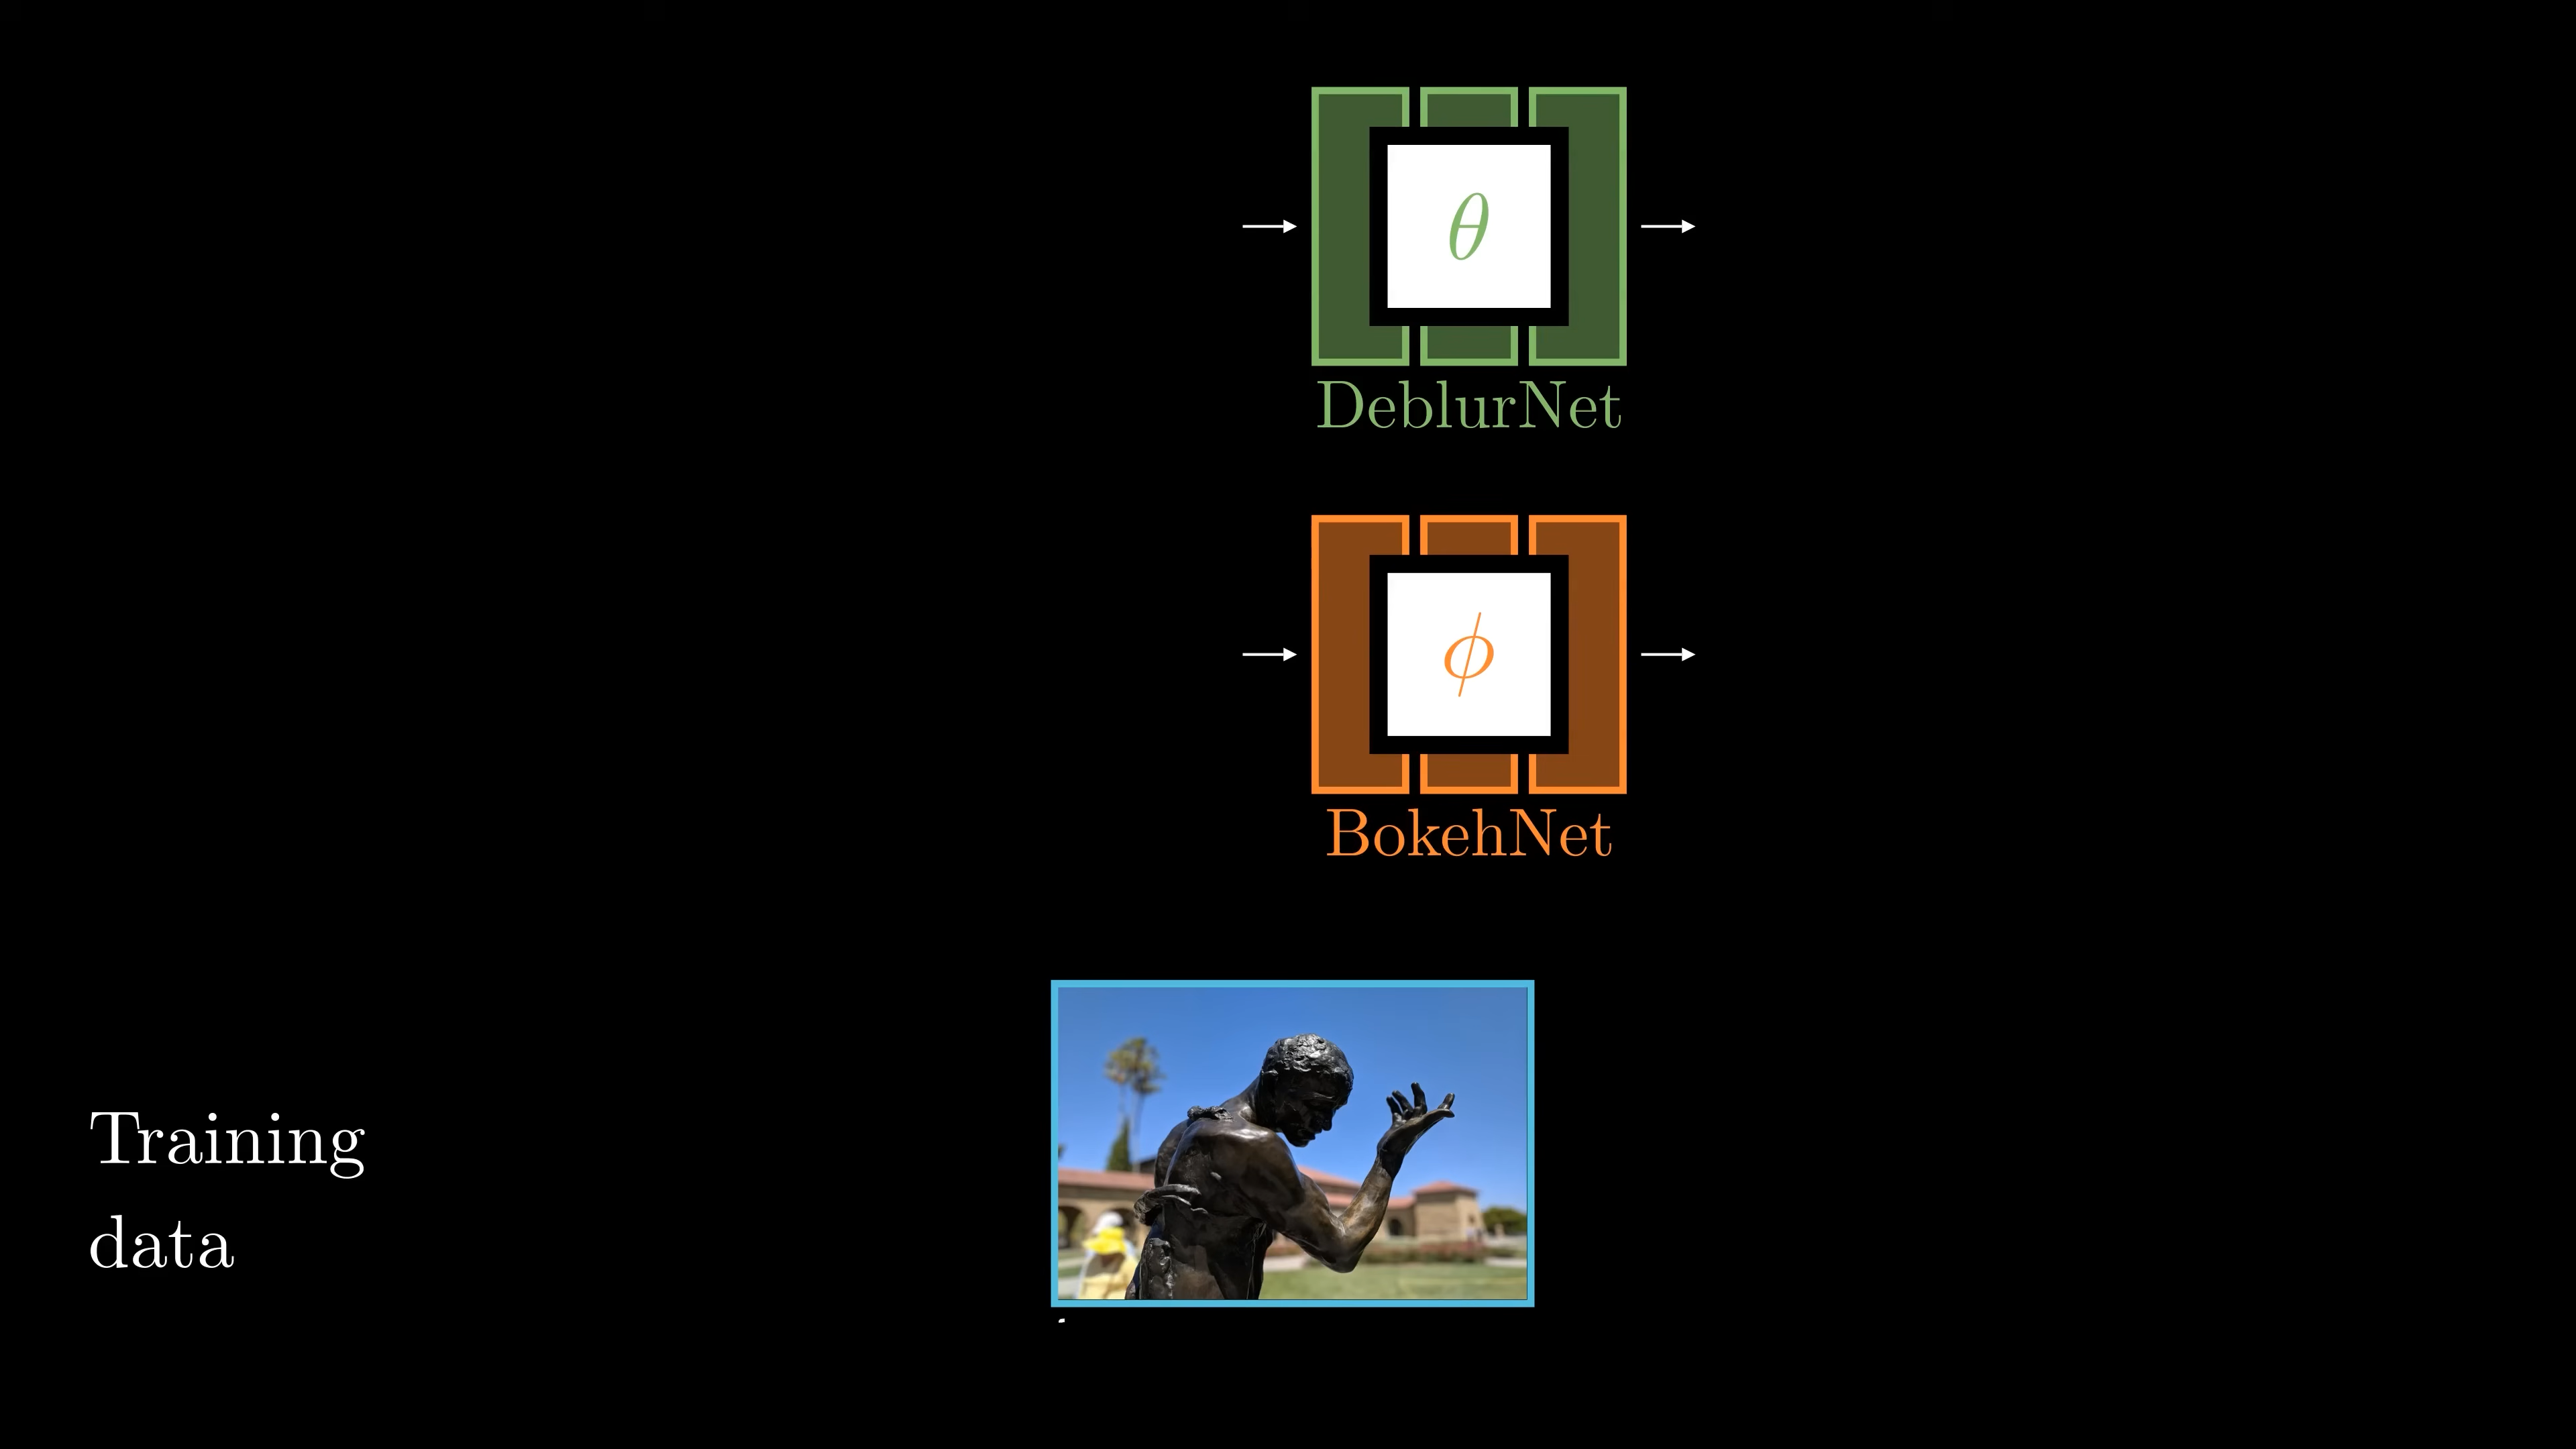 θ
DeblurNet
ϕ
BokehNet
Training
data